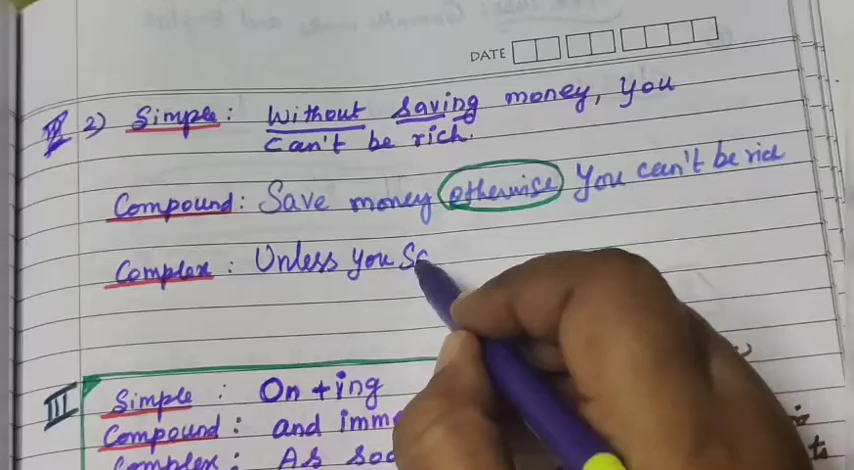 DATE
II 2) Simple: Without saving money, you
can't be rich.
Compound: Save money otherwise you can't be rich
Complex: Unless you Sa
III Simple : On +ing
Compound: and imm
Complex: As soo